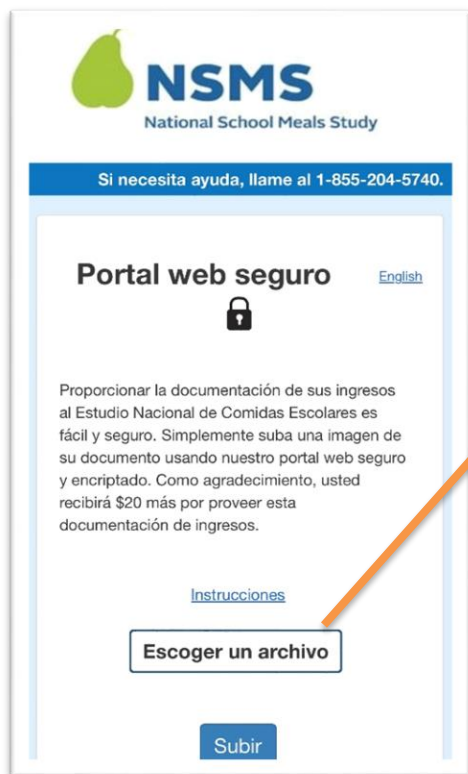 NSMS
National School Meals Study
Si necesita ayuda, llame al 1-855-204-5740.
Portal web seguro
English
Proporcionar la documentación de sus ingresos
al Estudio Nacional de Comidas Escolares es
fácil y seguro. Simplemente suba una imagen de
su documento usando nuestro portal web seguro
y encriptado. Como agradecimiento, usted
recibirá $20 más por proveer esta
documentación de ingresos.
Instrucciones
Escoger un archivo
Subir